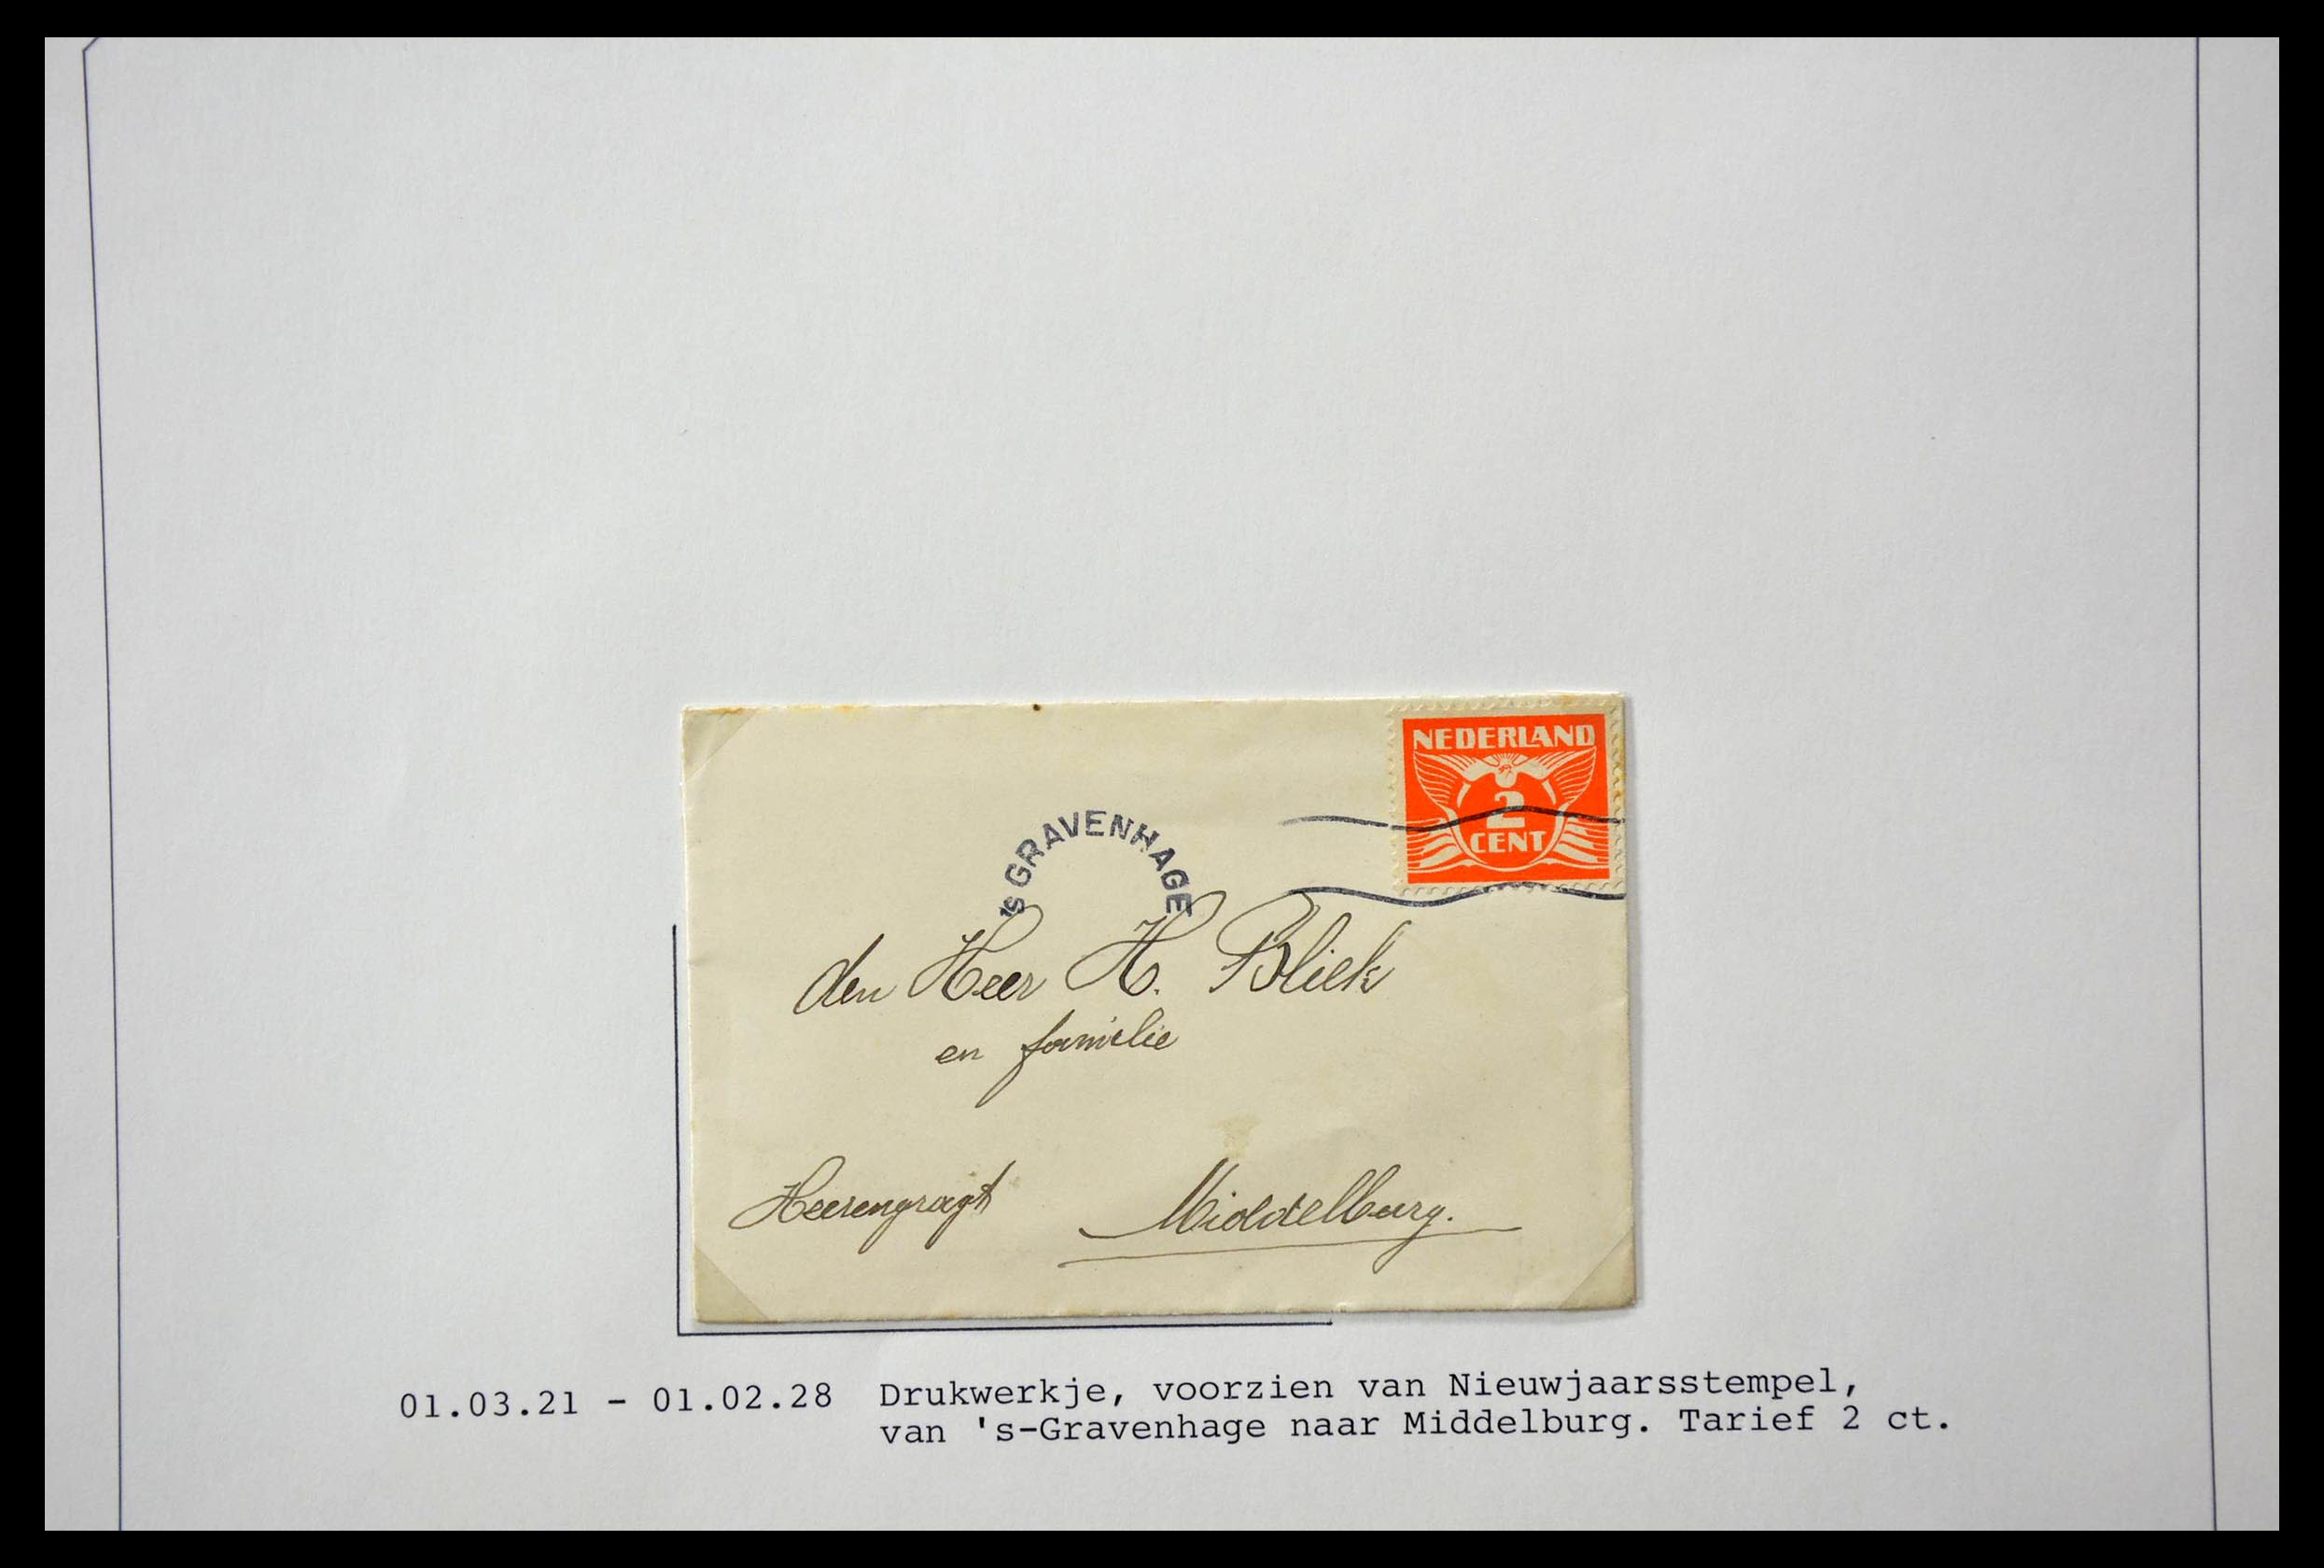 NEDERLAND
2
CENT
's GRAVENHAGE
den Heer H. Bliek
en familie
Heerengragt Middelburg.
01.03.21 - 01.02.28 Drukwerkje, voorzien van Nieuwjaarsstempel,
van 's-Gravenhage naar Middelburg. Tarief 2 ct.